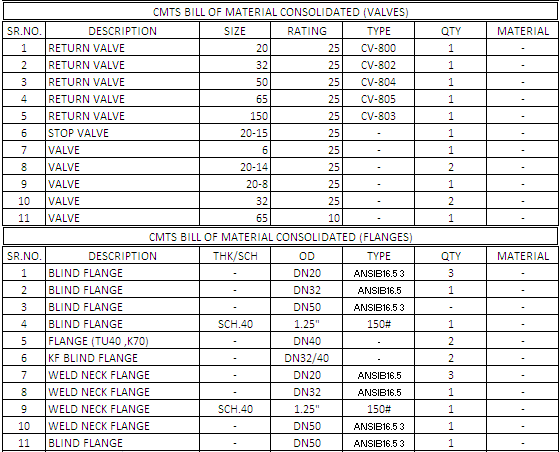 CMTS BILL OF MATERIAL CONSOLIDATED (VALVES)
SR.NO. DESCRIPTION SIZE RATING TYPE QTY MATERIAL
1 RETURN VALVE 20 25 CV-800 1 -
2 RETURN VALVE 32 25 CV-802 1 -
3 RETURN VALVE 50 25 CV-804 1 -
4 RETURN VALVE 65 25 CV-805 1 -
5 RETURN VALVE 150 25 CV-803 1 -
6 STOP VALVE 20-15 25 - 1 -
7 VALVE 6 25 - 1 -
8 VALVE 20-14 25 - 2 -
9 VALVE 20-8 25 - 1 -
10 VALVE 32 25 - 2 -
11 VALVE 65 10 - 1 -
CMTS BILL OF MATERIAL CONSOLIDATED (FLANGES)
SR.NO. DESCRIPTION THK/SCH OD TYPE QTY MATERIAL
1 BLIND FLANGE - DN20 ANSIB16.5 3 3 -
2 BLIND FLANGE - DN32 ANSIB16.5 1 -
3 BLIND FLANGE - DN50 ANSIB16.5 3 - -
4 BLIND FLANGE SCH.40 1.25" 150# 1 -
5 FLANGE (TU40 ,K70) - DN40 - 2 -
6 KF BLIND FLANGE - DN32/40 - 2 -
7 WELD NECK FLANGE - DN20 ANSIB16.5 3 -
8 WELD NECK FLANGE - DN32 ANSIB16.5 1 -
9 WELD NECK FLANGE SCH.40 1.25" 150# 1 -
10 WELD NECK FLANGE - DN50 ANSIB16.5 3 1 -
11 BLIND FLANGE - DN50 ANSIB16.5 3 1 -